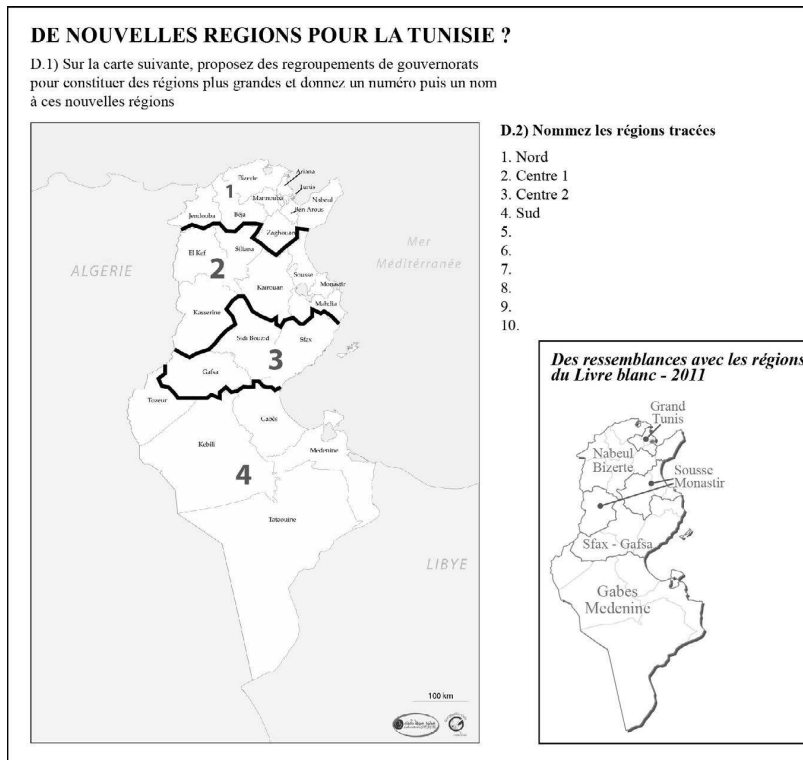 DE NOUVELLES REGIONS POUR LA TUNISIE ?
D.1) Sur la carte suivante, proposez des regroupements de gouvernorats
pour constituer des régions plus grandes et donnez un numéro puis un nom
à ces nouvelles régions
Bizerte
Ariana
1
Tunis
Mannouba
Nabeul
Ben Arous
Jendouba
Béja
Zaghouan
El Kef
Siliana
Mer
Méditérranée
ALGERIE
2
Kairouan
Sousse
Monastir
Mahdia
Kasserine
Sidi Bouzid
Sfax
3
Gafsa
Tozeur
Gabès
Kebili
Medenine
4
Tataouine
LIBYE
100 km
D.2) Nommez les régions tracées
1. Nord
2. Centre 1
3. Centre 2
4. Sud
5.
6.
7.
8.
9.
10.
Des ressemblances avec les régions
du Livre blanc - 2011
Grand
Tunis
Nabeul
Bizerte
Sousse
Monastir
Sfax - Gafsa
Gabes
Medenine